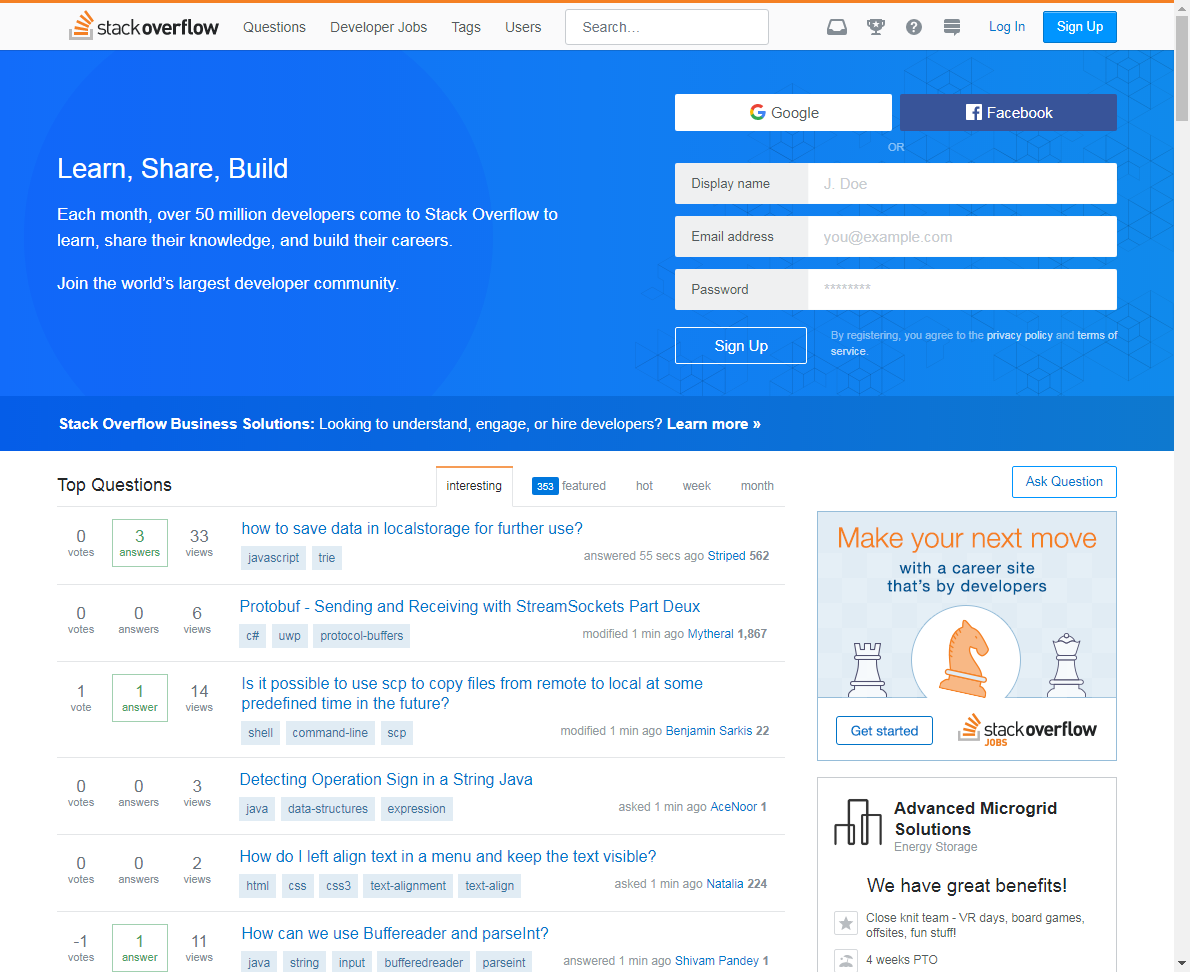 stackoverflow Questions Developer Jobs Tags Users Search... Log In Sign Up
Google Facebook
OR
Learn, Share, Build
Each month, over 50 million developers come to Stack Overflow to
learn, share their knowledge, and build their careers.
Join the world's largest developer community.
Display name J. Doe
Email address you@example.com
Password ********
Sign Up
By registering, you agree to the privacy policy and terms of
service.
Stack Overflow Business Solutions: Looking to understand, engage, or hire developers? Learn more »
Top Questions interesting 353 featured hot week month
0 votes 3 answers 33 views
how to save data in localstorage for further use?
javascript trie
answered 55 secs ago Striped 562
0 votes 0 answers 6 views
Protobuf - Sending and Receiving with StreamSockets Part Deux
c# uwp protocol-buffers
modified 1 min ago Mytheral 1,867
1 vote 1 answer 14 views
Is it possible to use scp to copy files from remote to local at some
predefined time in the future?
shell command-line scp
modified 1 min ago Benjamin Sarkis 22
0 votes 0 answers 3 views
Detecting Operation Sign in a String Java
java data-structures expression
asked 1 min ago AceNoor 1
0 votes 0 answers 2 views
How do I left align text in a menu and keep the text visible?
html css css3 text-alignment text-align
asked 1 min ago Natalia 224
-1 votes 1 answer 11 views
How can we use Buffereader and parseInt?
java string input bufferedreader parseint
answered 1 min ago Shivam Pandey 1
Ask Question
Make your next move
with a career site
that's by developers
Get started
stackoverflow
JOBS
Advanced Microgrid
Solutions
Energy Storage
We have great benefits!
Close knit team - VR days, board games,
offsites, fun stuff!
4 weeks PTO